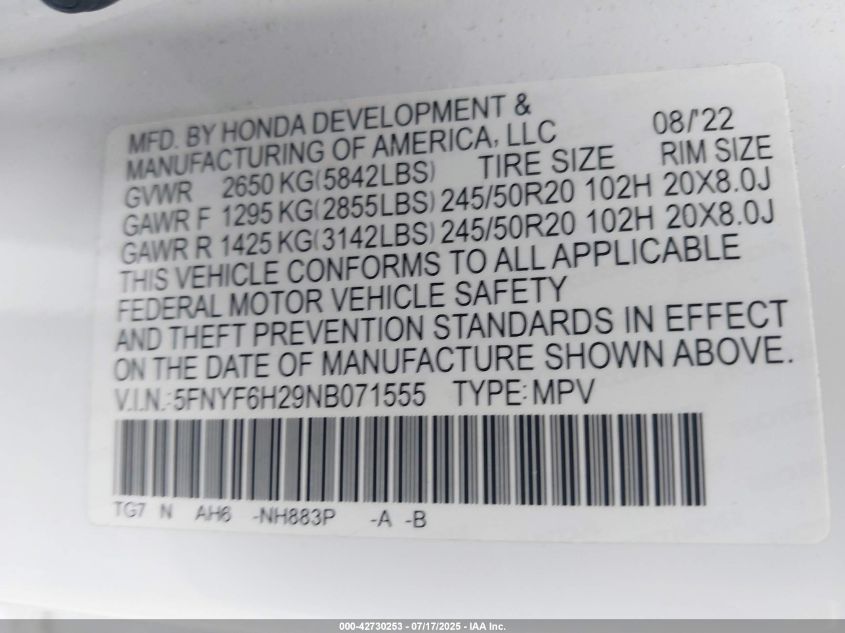 MFD. BY HONDA DEVELOPMENT &
MANUFACTURING OF AMERICA, LLC 08/'22
GVWR 2650 KG(5842LBS) TIRE SIZE RIM SIZE
GAWR F 1295 KG(2855LBS) 245/50R20 102H 20X8.0J
GAWR R 1425 KG(3142LBS) 245/50R20 102H 20X8.0J
THIS VEHICLE CONFORMS TO ALL APPLICABLE
FEDERAL MOTOR VEHICLE SAFETY
AND THEFT PREVENTION STANDARDS IN EFFECT
ON THE DATE OF MANUFACTURE SHOWN ABOVE.
V.I.N.:5FNYF6H29NB071555 TYPE:MPV
TG7 N AH6 -NH883P -A -B
000-42730253 - 07/17/2025 - IAA Inc.